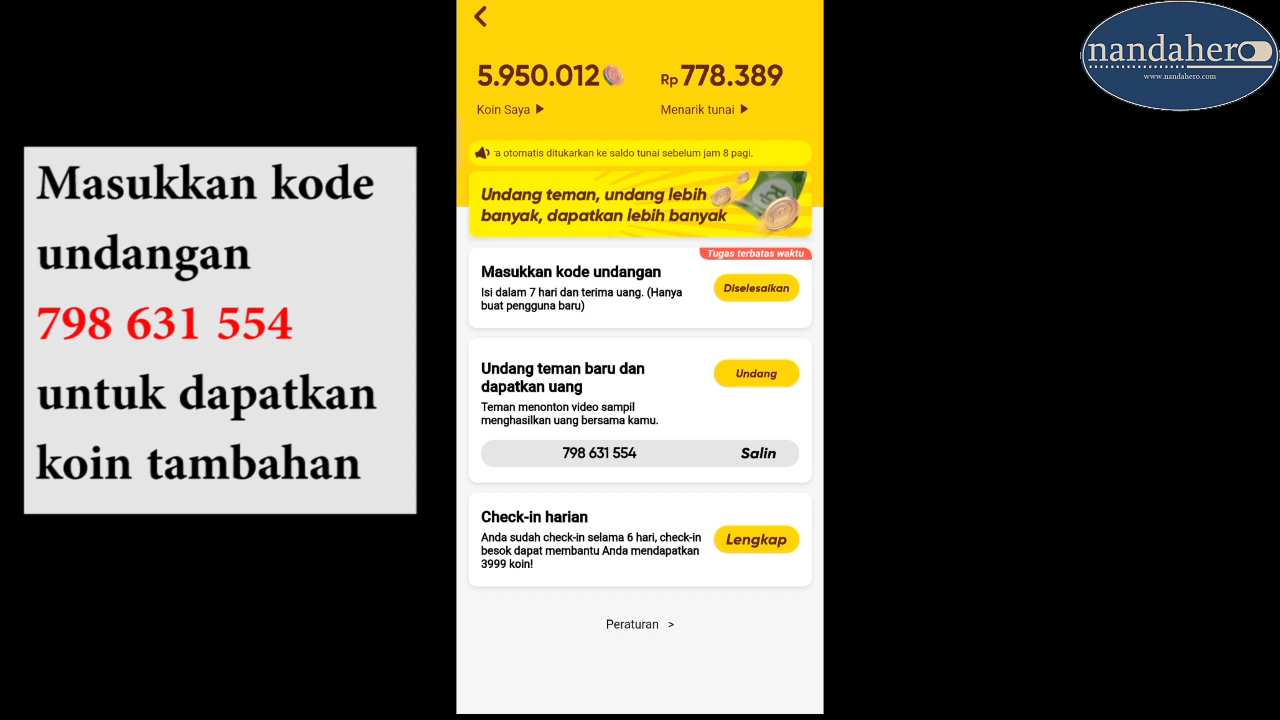 Masukkan kode
undangan
798 631 554
untuk dapatkan
koin tambahan
5.950.012
Rp 778.389
Koin Saya
Menarik tunai
a otomatis ditukarkan ke saldo tunai sebelum jam 8 pagi.
Undang teman, undang lebih
banyak, dapatkan lebih banyak
Tugas terbatas waktu
Masukkan kode undangan
Isi dalam 7 hari dan terima uang. (Hanya
buat pengguna baru)
Diselesaikan
Undang teman baru dan
dapatkan uang
Undang
Teman menonton video sampil
menghasilkan uang bersama kamu.
798 631 554
Salin
Check-in harian
Anda sudah check-in selama 6 hari, check-in
besok dapat membantu Anda mendapatkan
3999 koin!
Lengkap
Peraturan >
nandahero
www.nandahero.com